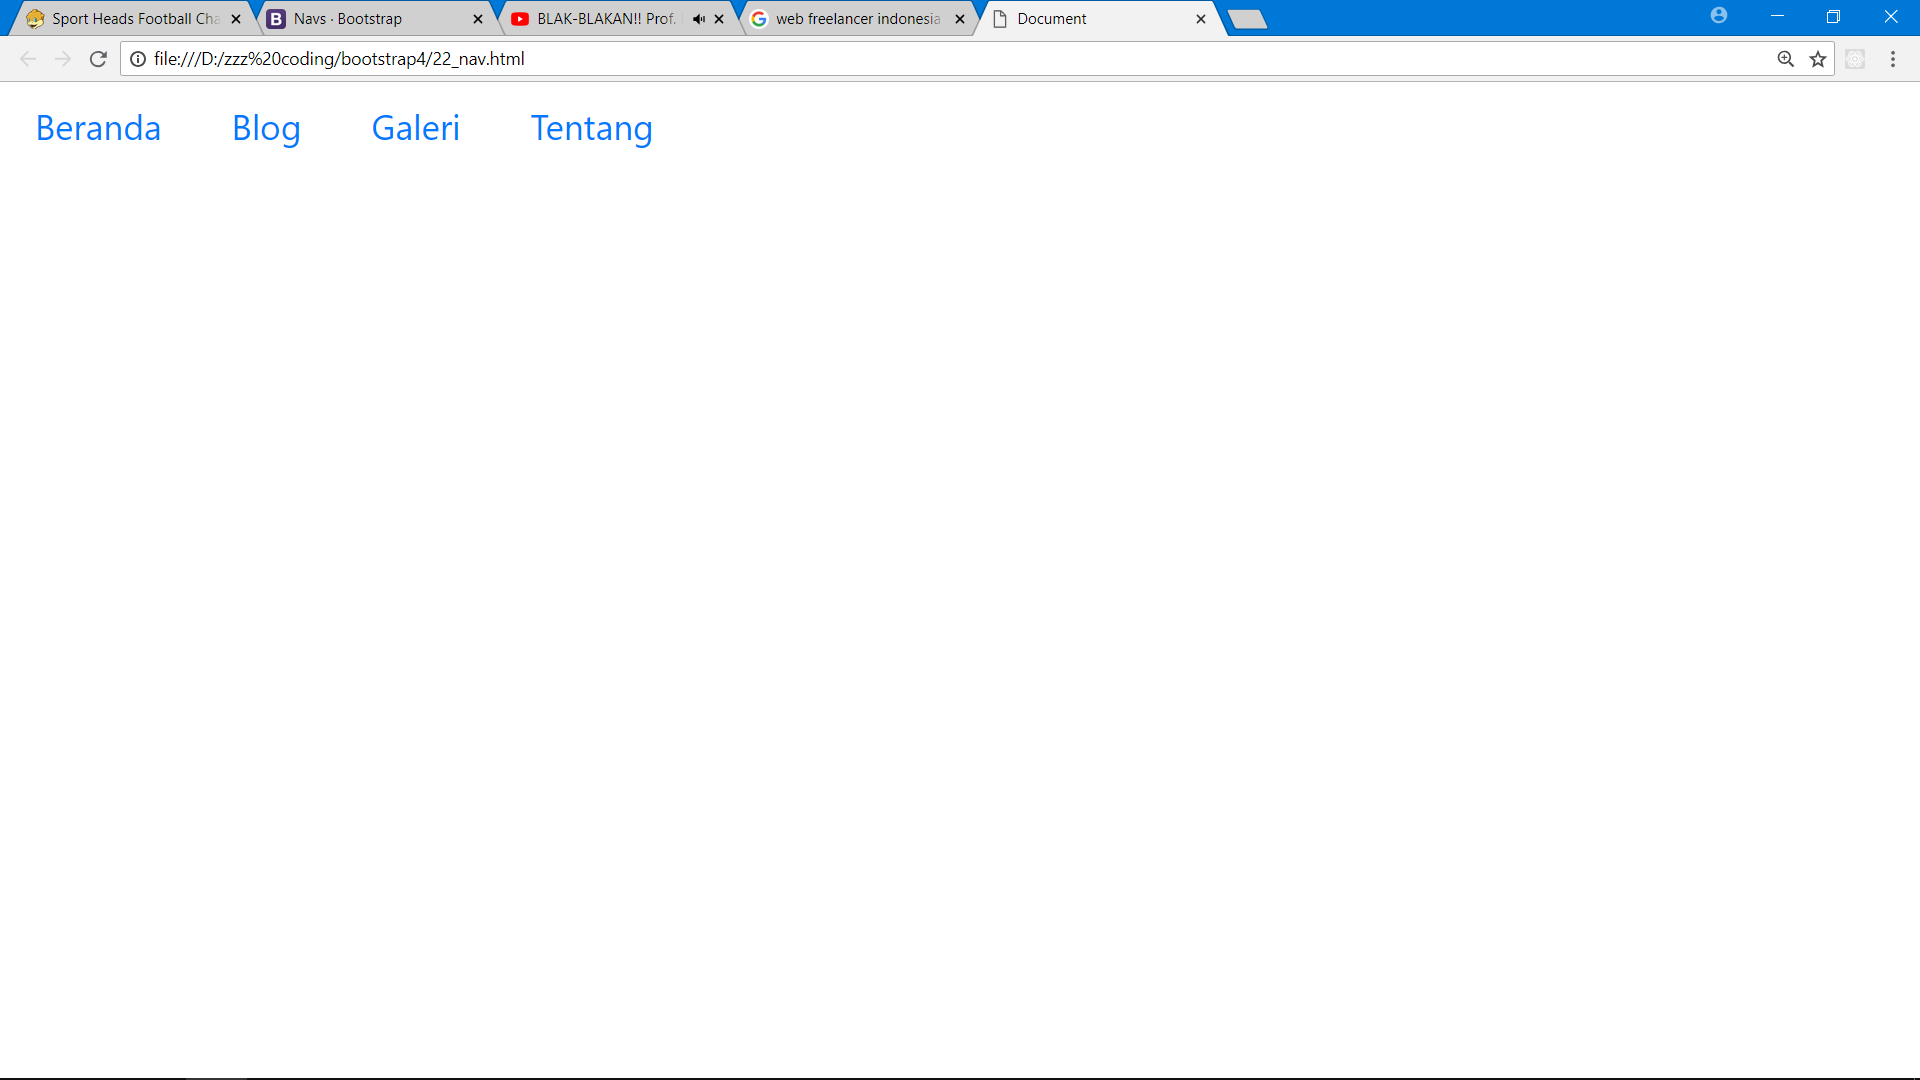 Sport Heads Football Cha
Navs · Bootstrap
BLAK-BLAKAN!! Prof.
web freelancer indonesia
Document
file:///D:/zzz%20coding/bootstrap4/22_nav.html
Beranda Blog Galeri Tentang